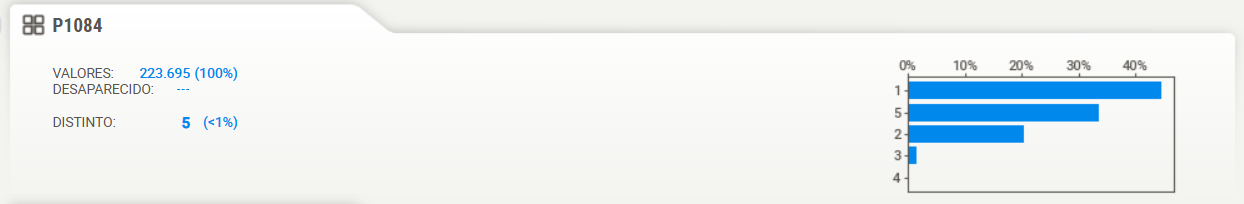 P1084
VALORES: 223.695 (100%)
DESAPARECIDO: ---
DISTINTO: 5 (<1%)
0% 10% 20% 30% 40%
1
5
2
3
4